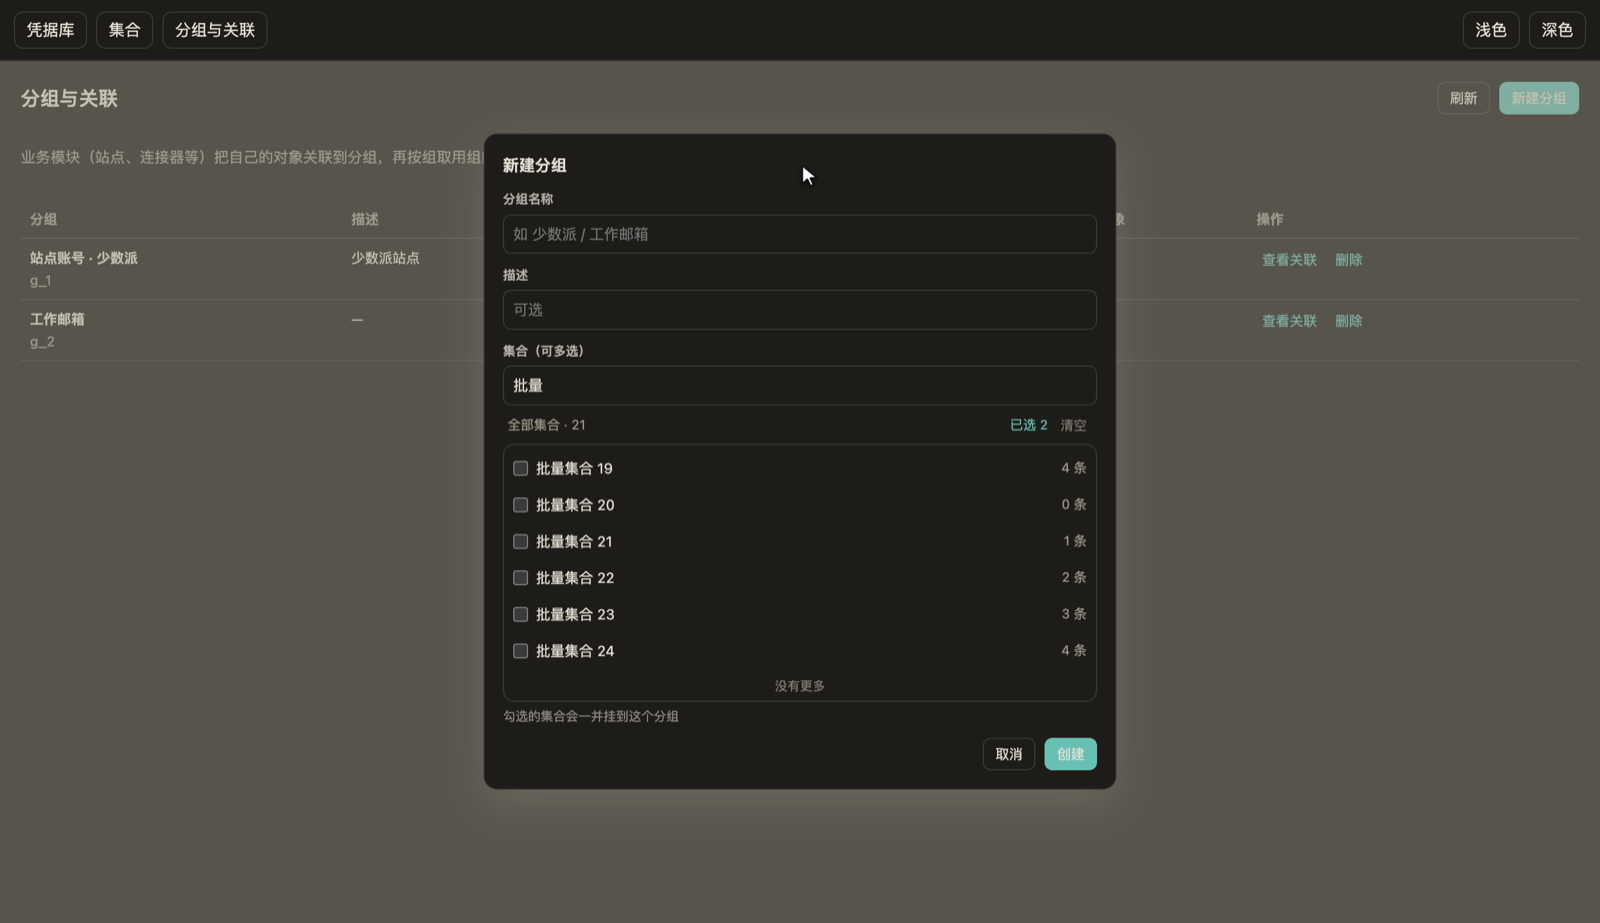 凭据库 集合 分组与关联 浅色 深色
分组与关联 刷新 新建分组
业务模块（站点、连接器等）把自己的对象关联到分组，再按组取用组
新建分组
分组名称
如 少数派 / 工作邮箱
描述
可选
集合（可多选）
批量
全部集合 · 21 已选 2 清空
批量集合 19 4 条
批量集合 20 0 条
批量集合 21 1 条
批量集合 22 2 条
批量集合 23 3 条
批量集合 24 4 条
没有更多
勾选的集合会一并挂到这个分组
取消 创建
分组 描述 操作
站点账号 · 少数派 少数派站点 查看关联 删除
g_1
工作邮箱 — 查看关联 删除
g_2